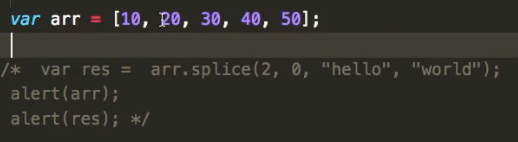 var arr = [10, 20, 30, 40, 50];
/*  var res =  arr.splice(2, 0, "hello", "world");
alert(arr);
alert(res); */